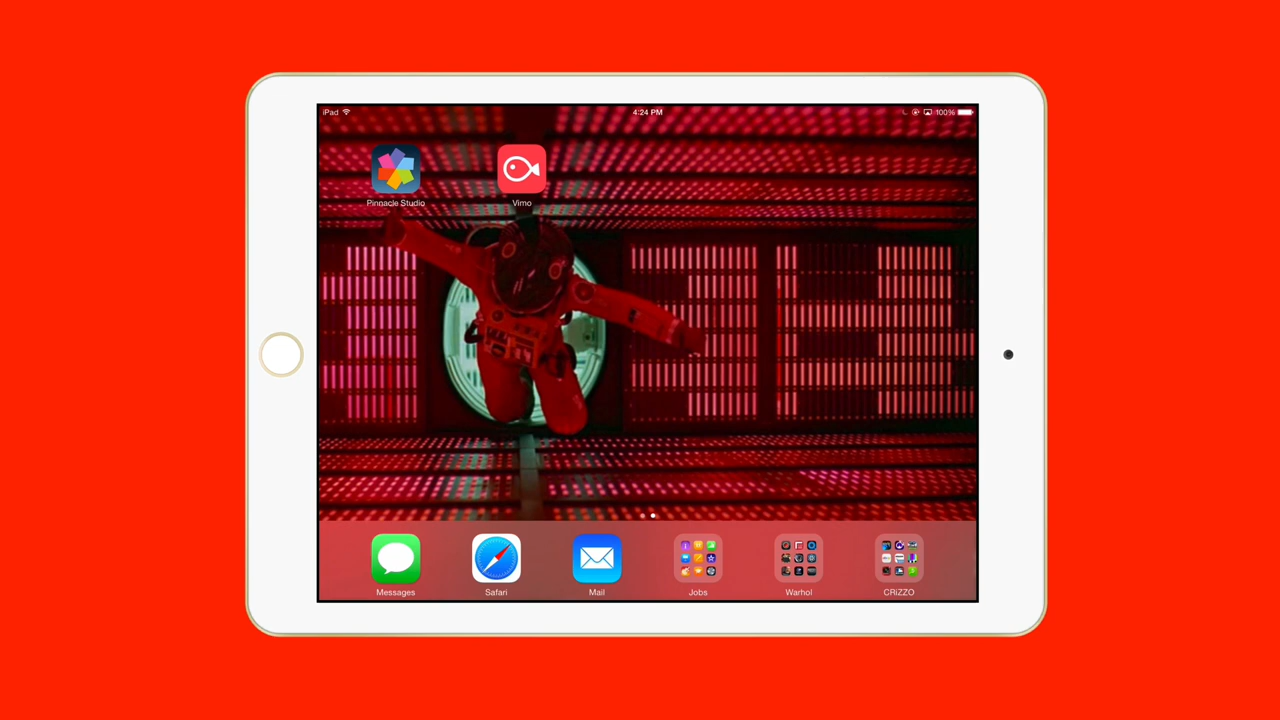 iPad 4:24 PM 100%
Pinnacle Studio Vimo
Messages Safari Mail Jobs Warhol CRiZZO